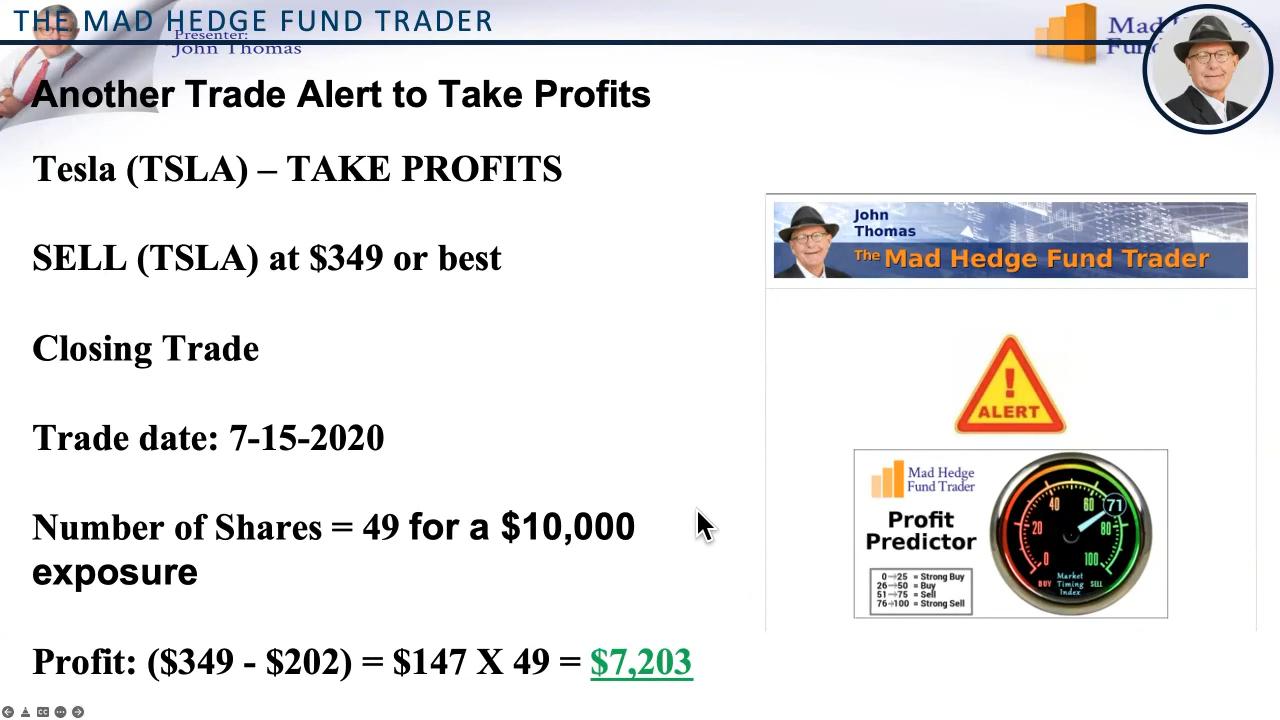 THE MAD HEDGE FUND TRADER
Presenter:
John Thomas
Mad Hedge
Another Trade Alert to Take Profits
Tesla (TSLA) – TAKE PROFITS
SELL (TSLA) at $349 or best
Closing Trade
Trade date: 7-15-2020
Number of Shares = 49 for a $10,000
exposure
Profit: ($349 - $202) = $147 X 49 = $7,203
John
Thomas
The Mad Hedge Fund Trader
ALERT
Mad Hedge
Fund Trader
Profit
Predictor
0→25 = Strong Buy
26→50 = Buy
51→75 = Sell
76→100 = Strong Sell
0
20
40
60
71
80
100
BUY
Market
Timing
Index
SELL
CC